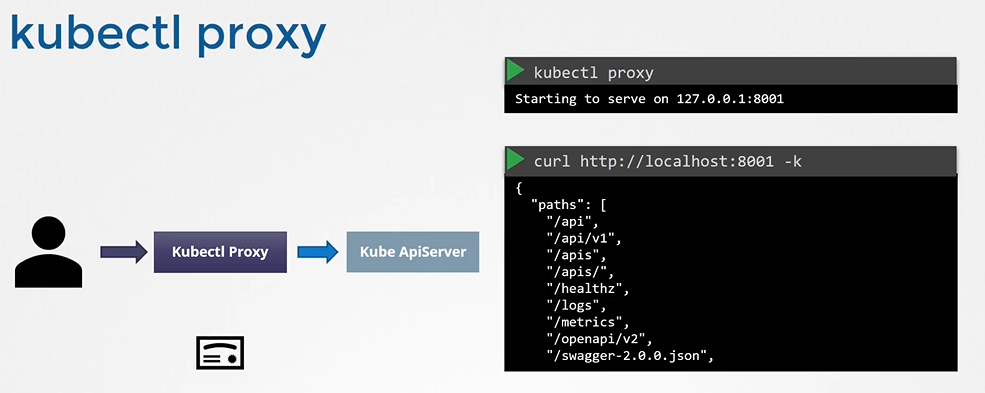 kubectl proxy
kubectl proxy
Starting to serve on 127.0.0.1:8001
curl http://localhost:8001 -k
{
"paths": [
"/api",
"/api/v1",
"/apis",
"/apis/",
"/healthz",
"/logs",
"/metrics",
"/openapi/v2",
"/swagger-2.0.0.json",
Kubectl Proxy
Kube ApiServer